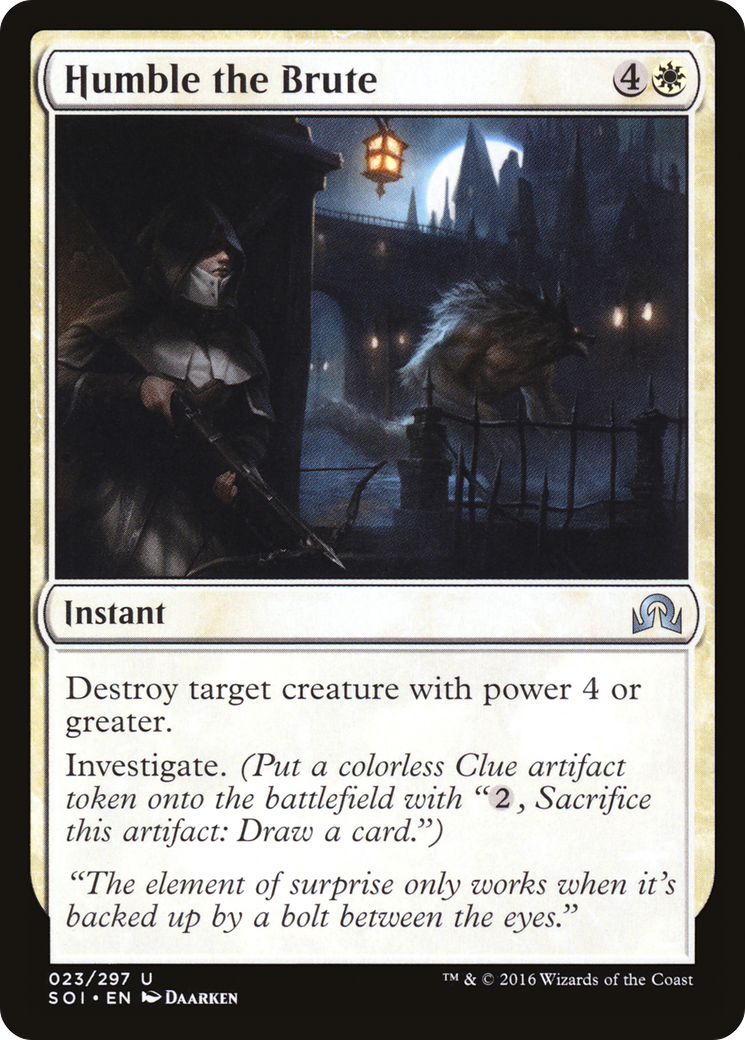 Humble the Brute 4
Instant
Destroy target creature with power 4 or
greater.
Investigate. (Put a colorless Clue artifact
token onto the battlefield with “2, Sacrifice
this artifact: Draw a card.”)
“The element of surprise only works when it’s
backed up by a bolt between the eyes.”
023/297 U
SOI • EN Daarken
™ & © 2016 Wizards of the Coast